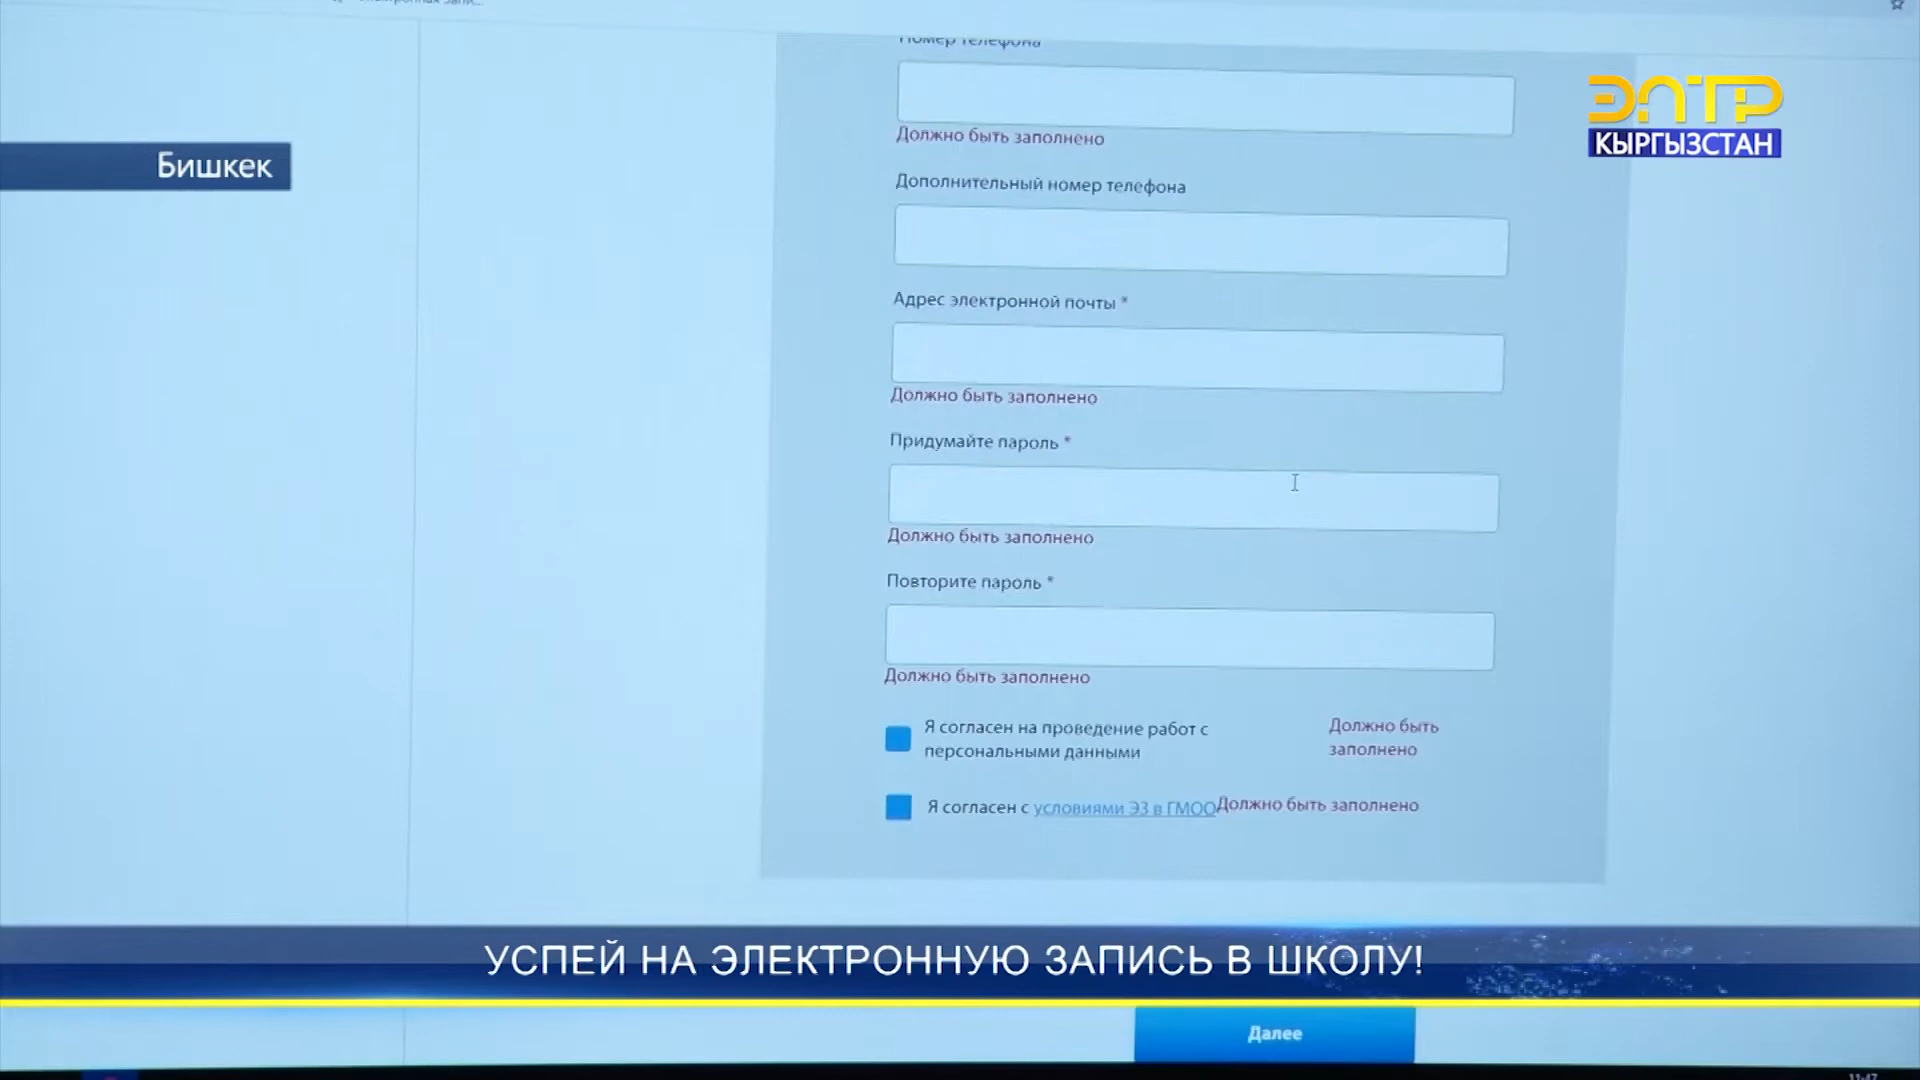 Номер телефона
Должно быть заполнено
Дополнительный номер телефона
Адрес электронной почты *
Должно быть заполнено
Придумайте пароль *
Должно быть заполнено
Повторите пароль *
Должно быть заполнено
Я согласен на проведение работ с
персональными данными
Должно быть
заполнено
Я согласен с условиями ЭЗ в ГМОО
Должно быть заполнено
Бишкек
ЭЛТР
КЫРГЫЗСТАН
УСПЕЙ НА ЭЛЕКТРОННУЮ ЗАПИСЬ В ШКОЛУ!
Далее